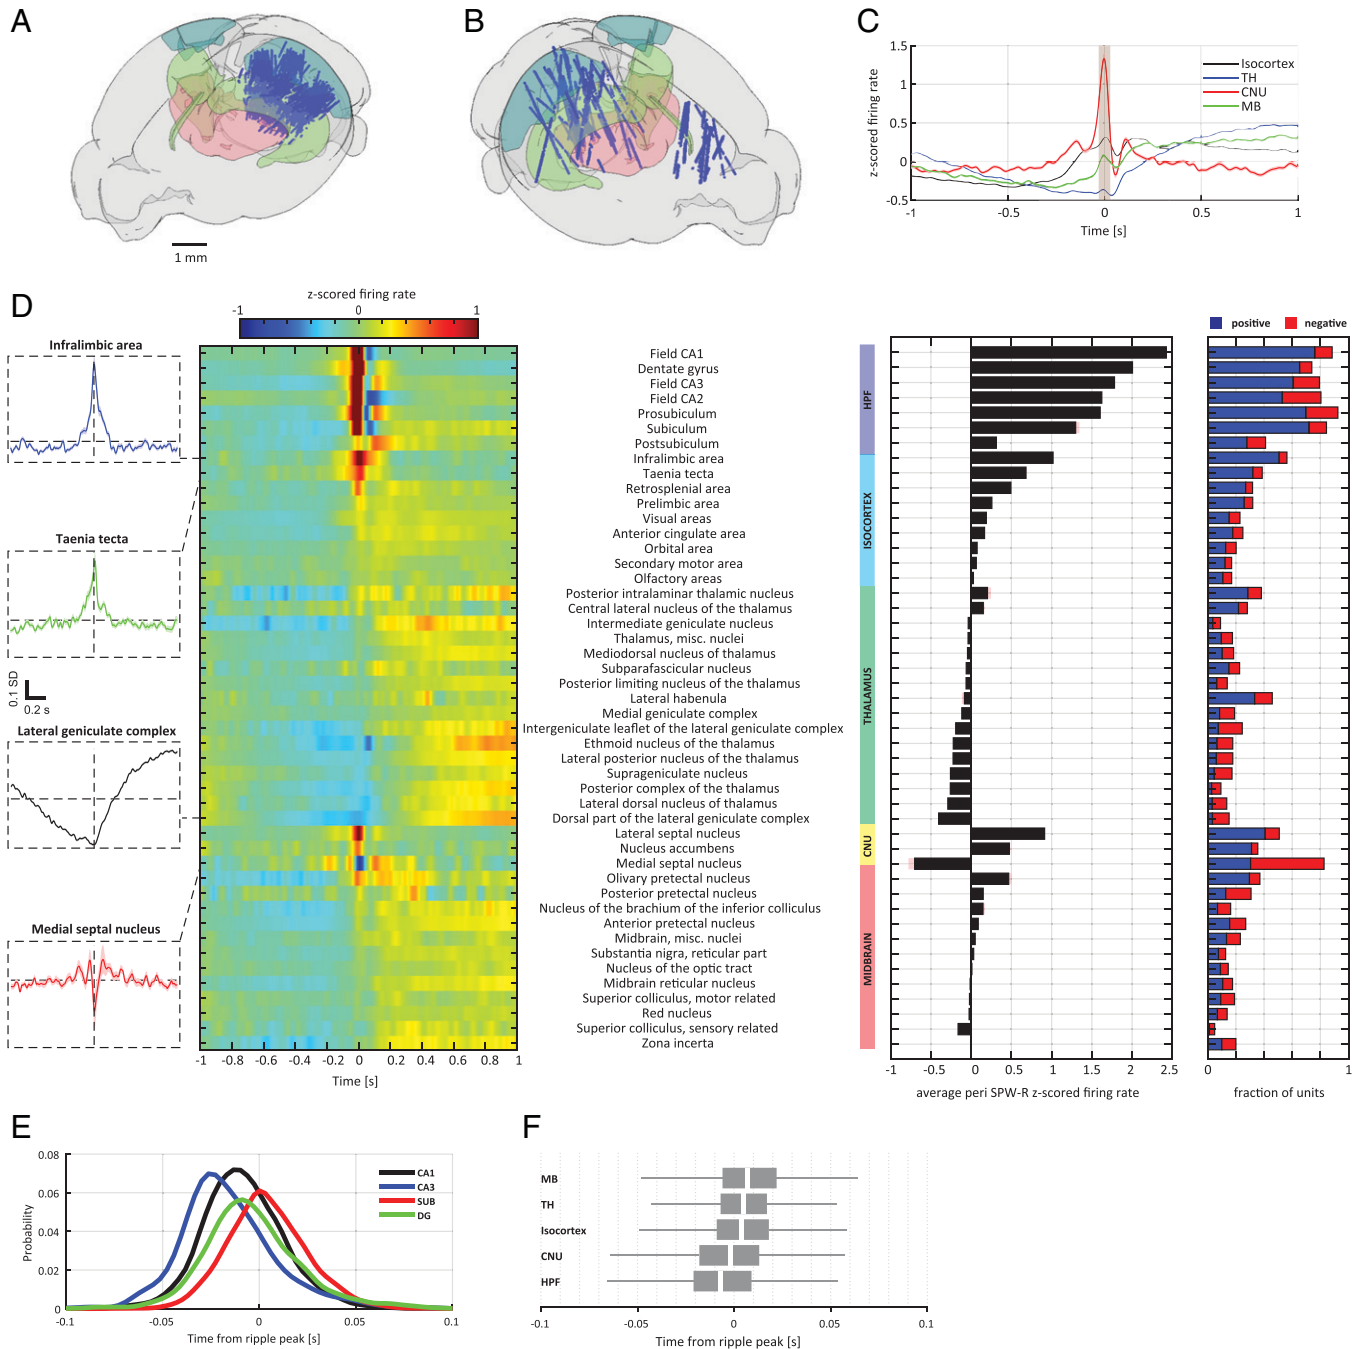 A
B
C
1 mm
z-scored firing rate
1.5
1
0.5
0
-0.5
-1
-0.5
0
0.5
1
Time [s]
Isocortex
TH
CNU
MB
D
z-scored firing rate
-1
0
1
Infralimbic area
Taenia tecta
0.1 SD
0.2 s
Lateral geniculate complex
Medial septal nucleus
-1
-0.8
-0.6
-0.4
-0.2
0
0.2
0.4
0.6
0.8
1
Time [s]
Field CA1
Dentate gyrus
Field CA3
Field CA2
Prosubiculum
Subiculum
Postsubiculum
Infralimbic area
Taenia tecta
Retrosplenial area
Prelimbic area
Visual areas
Anterior cingulate area
Orbital area
Secondary motor area
Olfactory areas
Posterior intralaminar thalamic nucleus
Central lateral nucleus of the thalamus
Intermediate geniculate nucleus
Thalamus, misc. nuclei
Mediodorsal nucleus of thalamus
Subparafascicular nucleus
Posterior limiting nucleus of the thalamus
Lateral habenula
Medial geniculate complex
Intergeniculate leaflet of the lateral geniculate complex
Ethmoid nucleus of the thalamus
Lateral posterior nucleus of the thalamus
Suprageniculate nucleus
Posterior complex of the thalamus
Lateral dorsal nucleus of thalamus
Dorsal part of the lateral geniculate complex
Lateral septal nucleus
Nucleus accumbens
Medial septal nucleus
Olivary pretectal nucleus
Posterior pretectal nucleus
Nucleus of the brachium of the inferior colliculus
Anterior pretectal nucleus
Midbrain, misc. nuclei
Substantia nigra, reticular part
Nucleus of the optic tract
Midbrain reticular nucleus
Superior colliculus, motor related
Red nucleus
Superior colliculus, sensory related
Zona incerta
HPF
ISOCORTEX
THALAMUS
CNU
MIDBRAIN
-1
-0.5
0
0.5
1
1.5
2
2.5
average peri SPW-R z-scored firing rate
positive
negative
0
1
fraction of units
E
Probability
0.08
0.06
0.04
0.02
0
-0.1
-0.05
0
0.05
0.1
Time from ripple peak [s]
CA1
CA3
SUB
DG
F
MB
TH
Isocortex
CNU
HPF
-0.1
-0.05
0
0.05
0.1
Time from ripple peak [s]